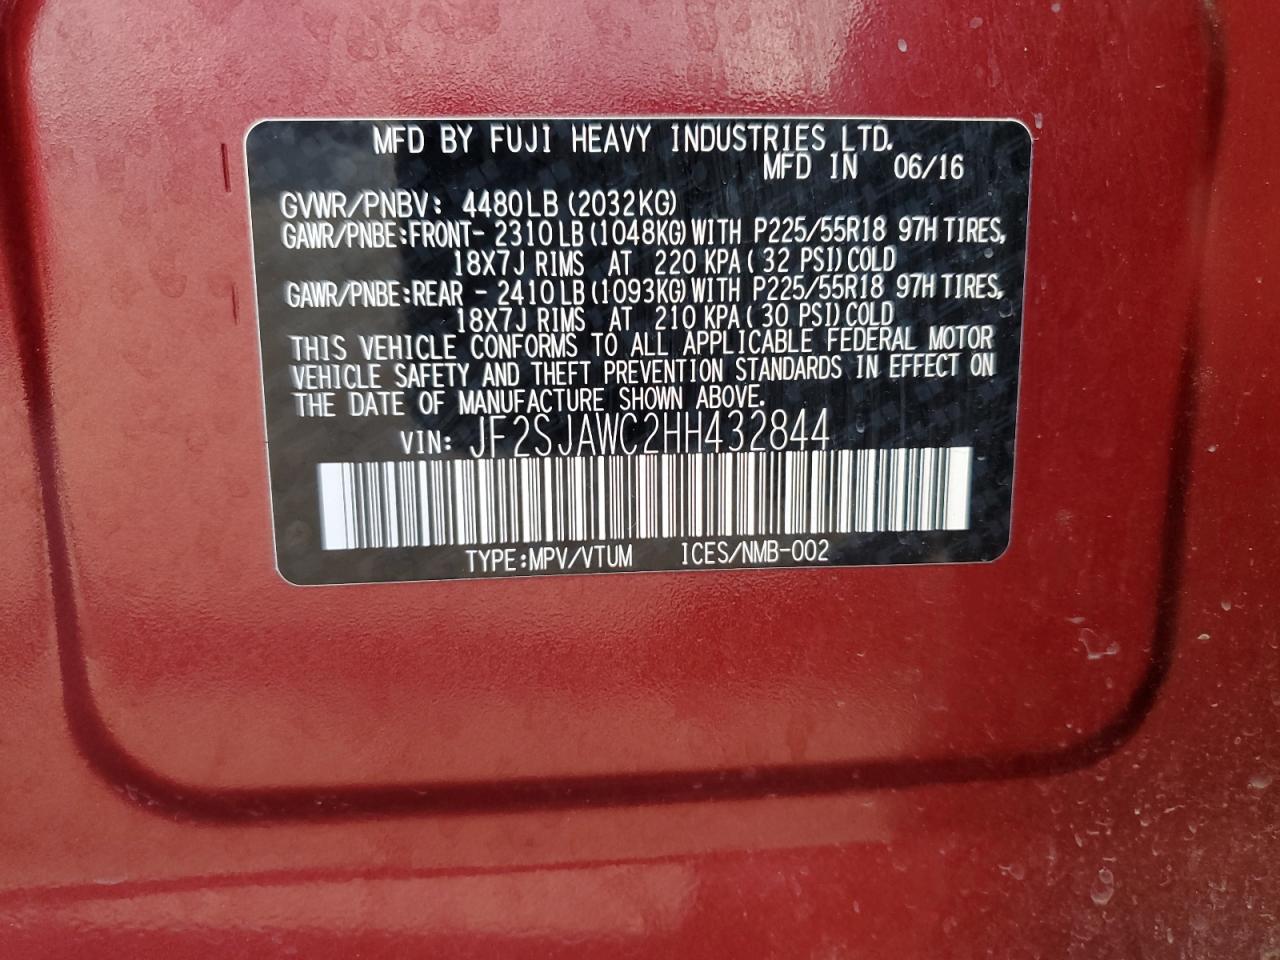 MFD BY FUJI HEAVY INDUSTRIES LTD.
MFD IN 06/16
GVWR/PNBV: 4480LB (2032KG)
GAWR/PNBE:FRONT- 2310LB (1048KG) WITH P225/55R18 97H TIRES,
18X7J RIMS AT 220 KPA ( 32 PSI) COLD
GAWR/PNBE:REAR - 2410LB (1093KG) WITH P225/55R18 97H TIRES,
18X7J RIMS AT 210 KPA ( 30 PSI) COLD
THIS VEHICLE CONFORMS TO ALL APPLICABLE FEDERAL MOTOR
VEHICLE SAFETY AND THEFT PREVENTION STANDARDS IN EFFECT ON
THE DATE OF MANUFACTURE SHOWN ABOVE.
VIN: JF2SJAWC2HH432844
TYPE:MPV/VTUM ICES/NMB-002